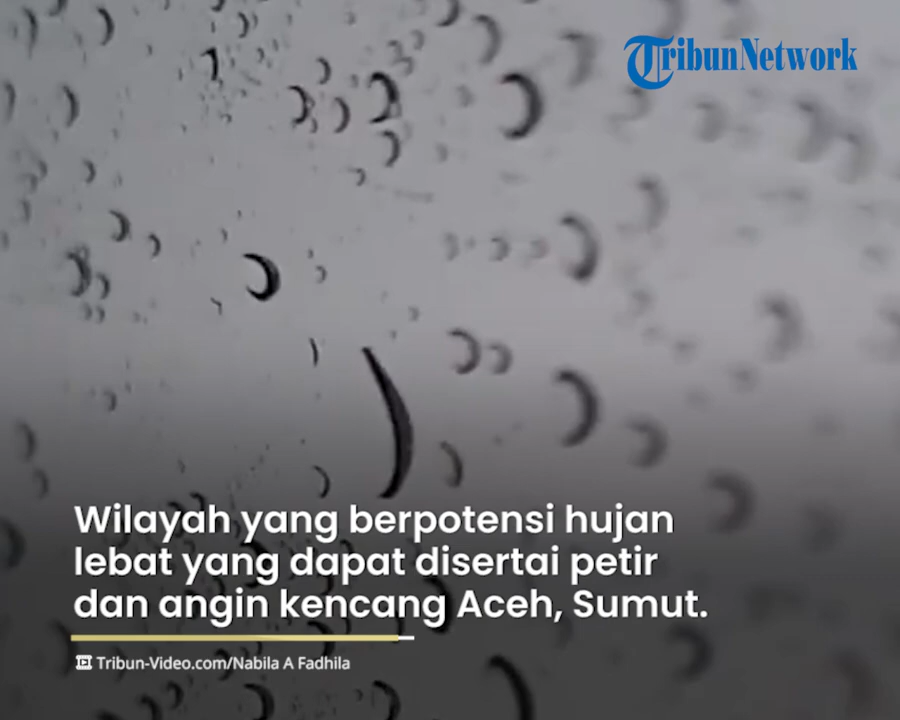 TribunNetwork
Wilayah yang berpotensi hujan
lebat yang dapat disertai petir
dan angin kencang Aceh, Sumut.
Tribun-Video.com/Nabila A Fadhila